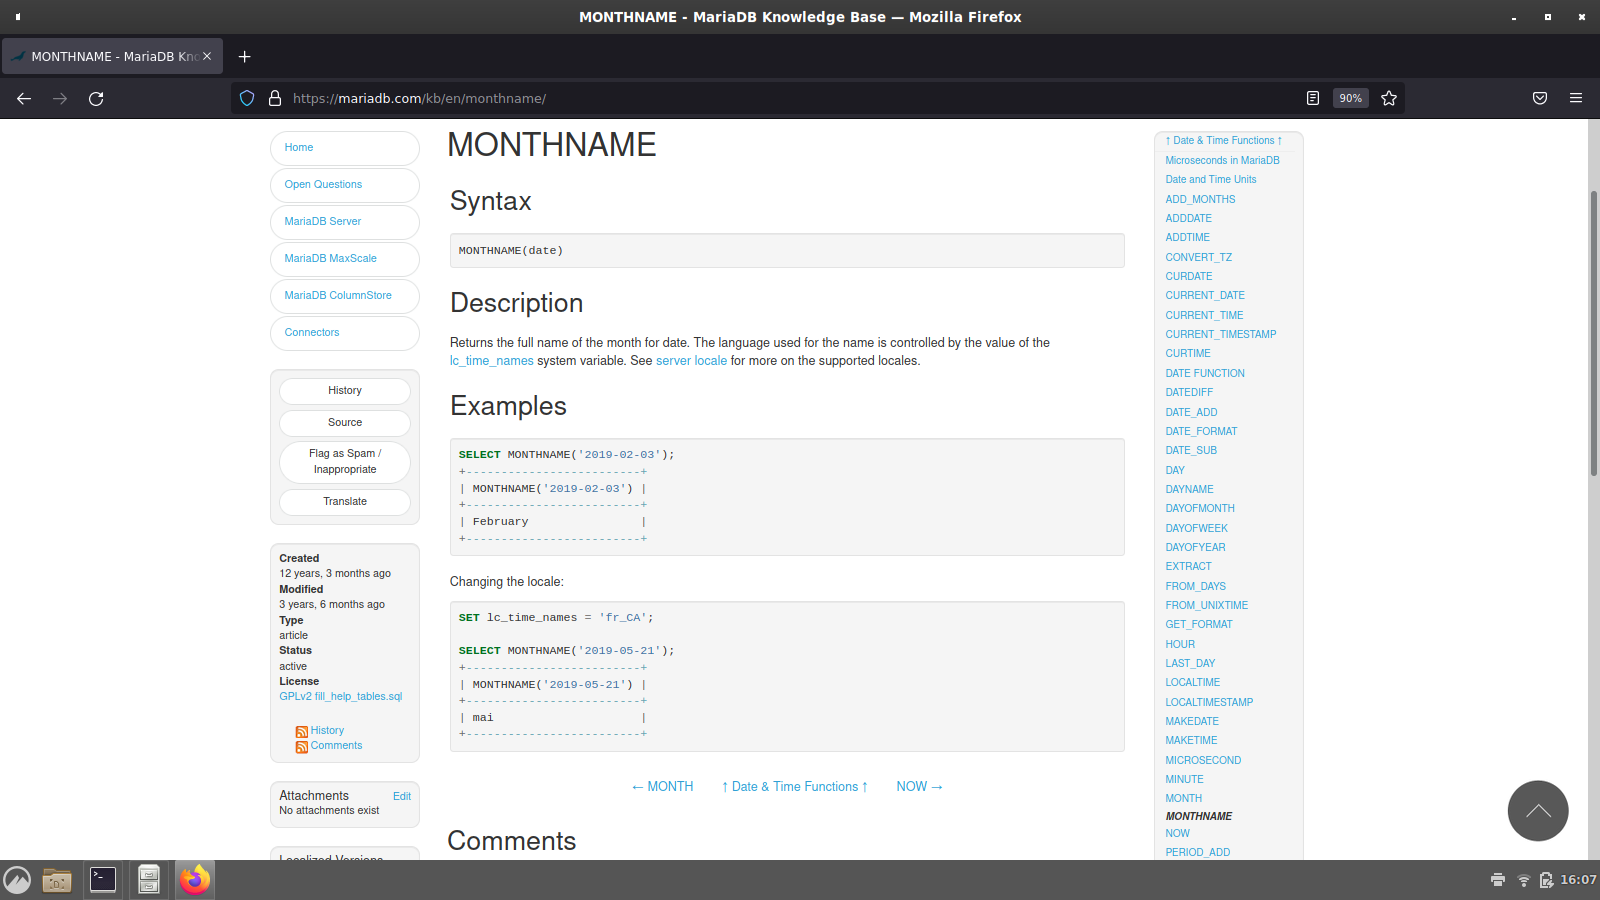 MONTHNAME - MariaDB Knowledge Base — Mozilla Firefox
MONTHNAME - MariaDB Kno
https://mariadb.com/kb/en/monthname/
90%
Home
Open Questions
MariaDB Server
MariaDB MaxScale
MariaDB ColumnStore
Connectors
History
Source
Flag as Spam /
Inappropriate
Translate
Created
12 years, 3 months ago
Modified
3 years, 6 months ago
Type
article
Status
active
License
GPLv2 fill_help_tables.sql
History
Comments
Attachments Edit
No attachments exist
Localized Versions
MONTHNAME
Syntax
MONTHNAME(date)
Description
Returns the full name of the month for date. The language used for the name is controlled by the value of the
lc_time_names system variable. See server locale for more on the supported locales.
Examples
SELECT MONTHNAME('2019-02-03');
+-------------------------+
| MONTHNAME('2019-02-03') |
+-------------------------+
| February                |
+-------------------------+
Changing the locale:
SET lc_time_names = 'fr_CA';
SELECT MONTHNAME('2019-05-21');
+-------------------------+
| MONTHNAME('2019-05-21') |
+-------------------------+
| mai                     |
+-------------------------+
← MONTH ↑ Date & Time Functions ↑ NOW →
Comments
↑ Date & Time Functions ↑
Microseconds in MariaDB
Date and Time Units
ADD_MONTHS
ADDDATE
ADDTIME
CONVERT_TZ
CURDATE
CURRENT_DATE
CURRENT_TIME
CURRENT_TIMESTAMP
CURTIME
DATE FUNCTION
DATEDIFF
DATE_ADD
DATE_FORMAT
DATE_SUB
DAY
DAYNAME
DAYOFMONTH
DAYOFWEEK
DAYOFYEAR
EXTRACT
FROM_DAYS
FROM_UNIXTIME
GET_FORMAT
HOUR
LAST_DAY
LOCALTIME
LOCALTIMESTAMP
MAKEDATE
MAKETIME
MICROSECOND
MINUTE
MONTH
MONTHNAME
NOW
PERIOD_ADD
16:07